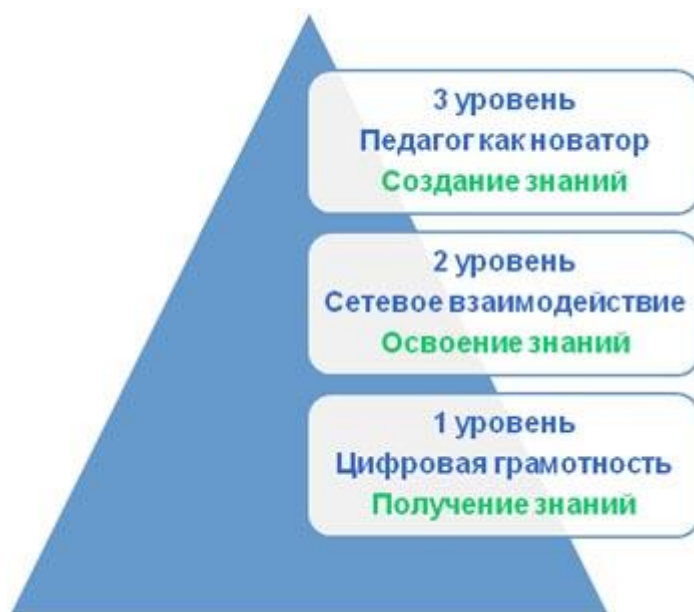 3 уровень
Педагог как новатор
Создание знаний
2 уровень
Сетевое взаимодействие
Освоение знаний
1 уровень
Цифровая грамотность
Получение знаний